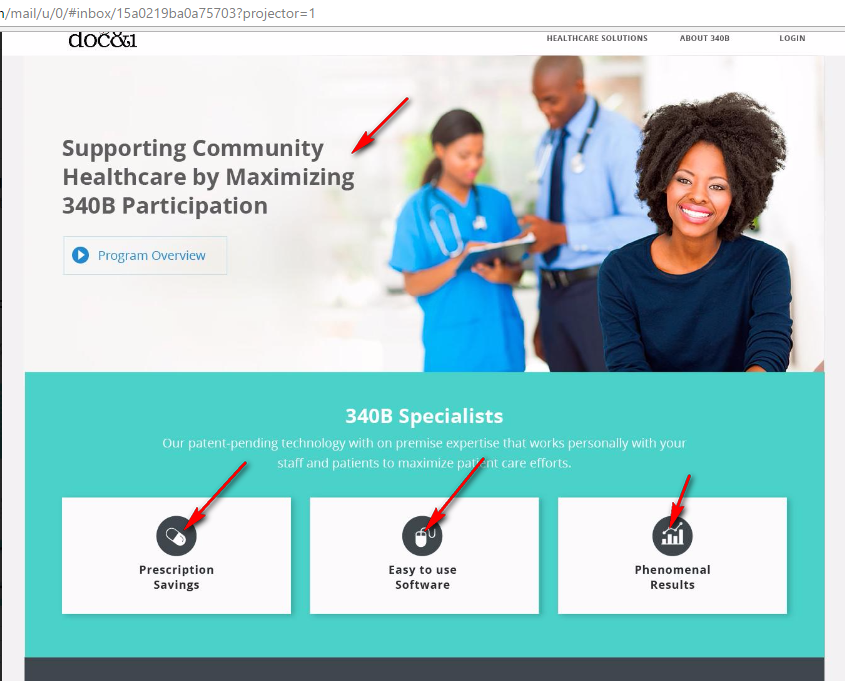 /mail/u/0/#inbox/15a0219ba0a75703?projector=1
doc&1
HEALTHCARE SOLUTIONS ABOUT 340B LOGIN
Supporting Community
Healthcare by Maximizing
340B Participation
Program Overview
340B Specialists
Our patent-pending technology with on premise expertise that works personally with your
staff and patients to maximize patient care efforts.
Prescription
Savings
Easy to use
Software
Phenomenal
Results